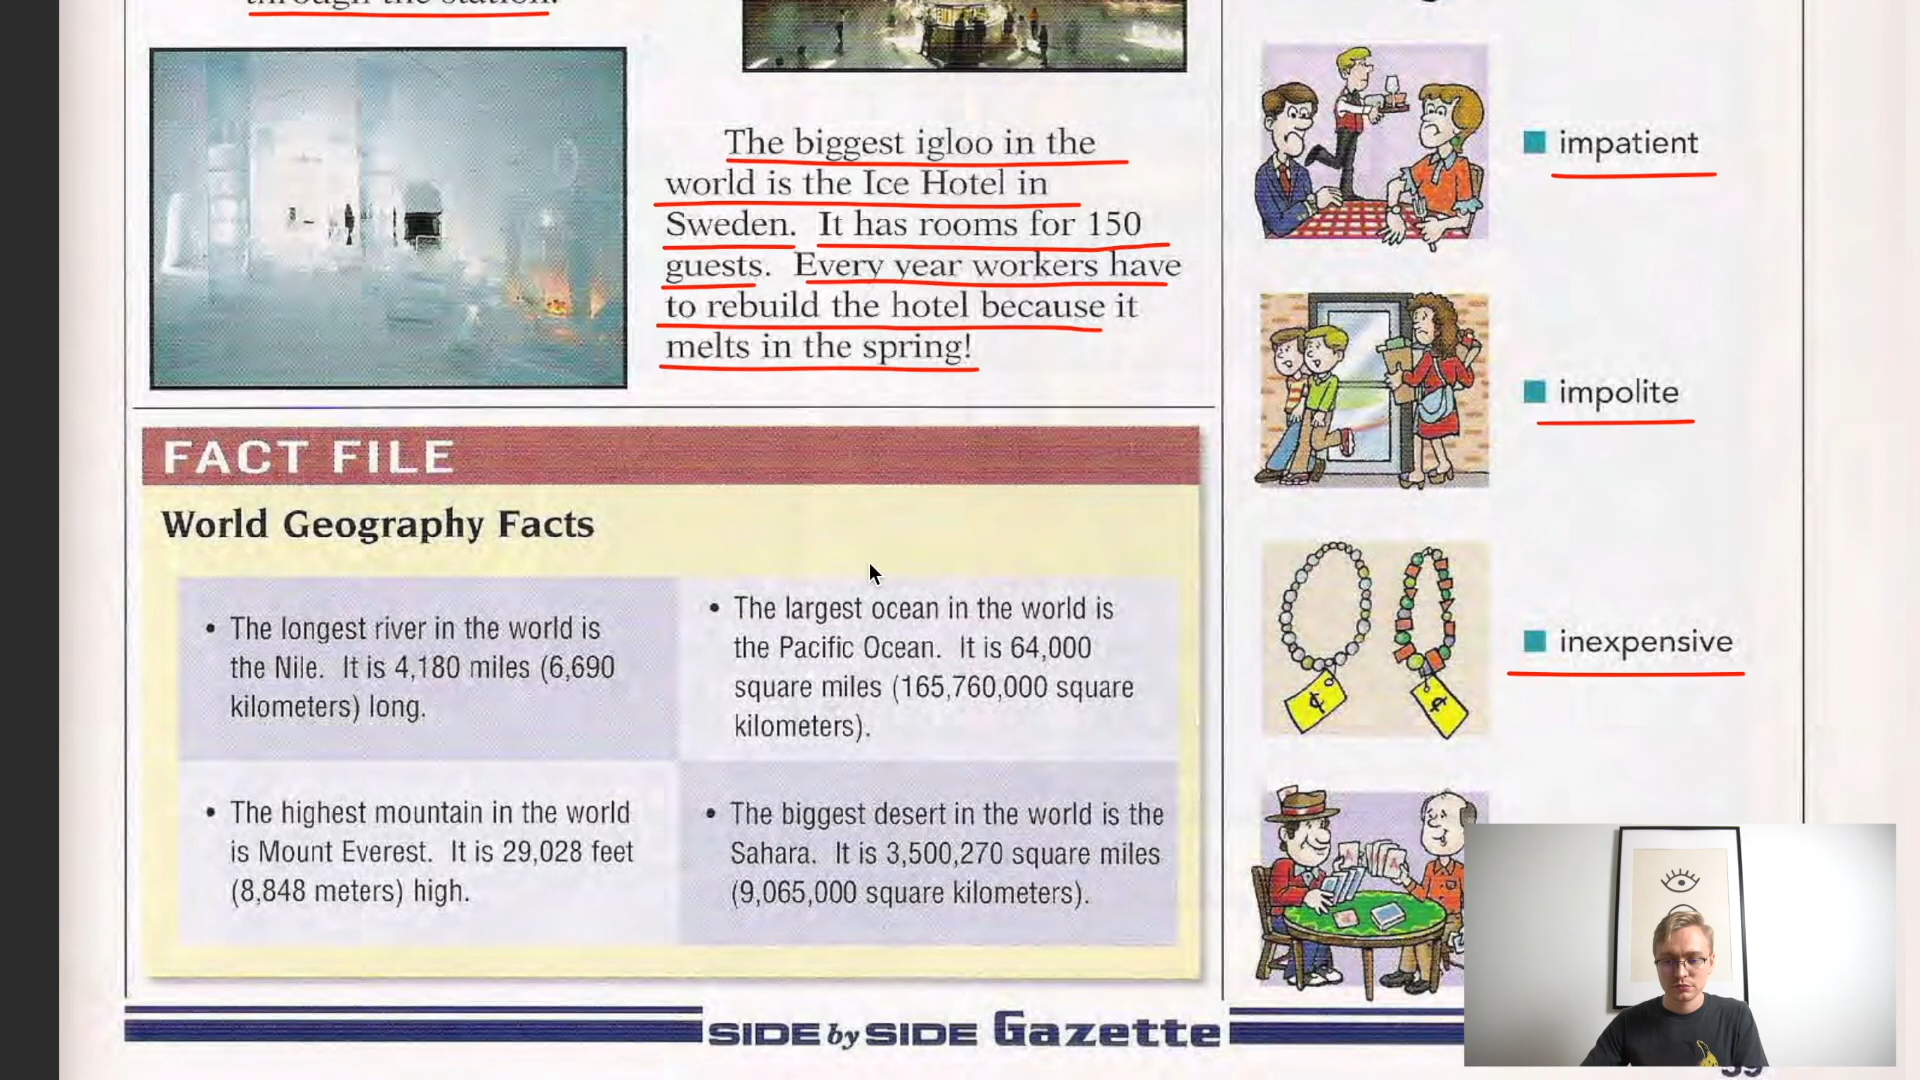 through the station.
The biggest igloo in the
world is the Ice Hotel in
Sweden. It has rooms for 150
guests. Every year workers have
to rebuild the hotel because it
melts in the spring!
FACT FILE
World Geography Facts
• The longest river in the world is
the Nile. It is 4,180 miles (6,690
kilometers) long.
• The largest ocean in the world is
the Pacific Ocean. It is 64,000
square miles (165,760,000 square
kilometers).
• The highest mountain in the world
is Mount Everest. It is 29,028 feet
(8,848 meters) high.
• The biggest desert in the world is the
Sahara. It is 3,500,270 square miles
(9,065,000 square kilometers).
impatient
impolite
inexpensive
¢
¢
SIDE by SIDE Gazette